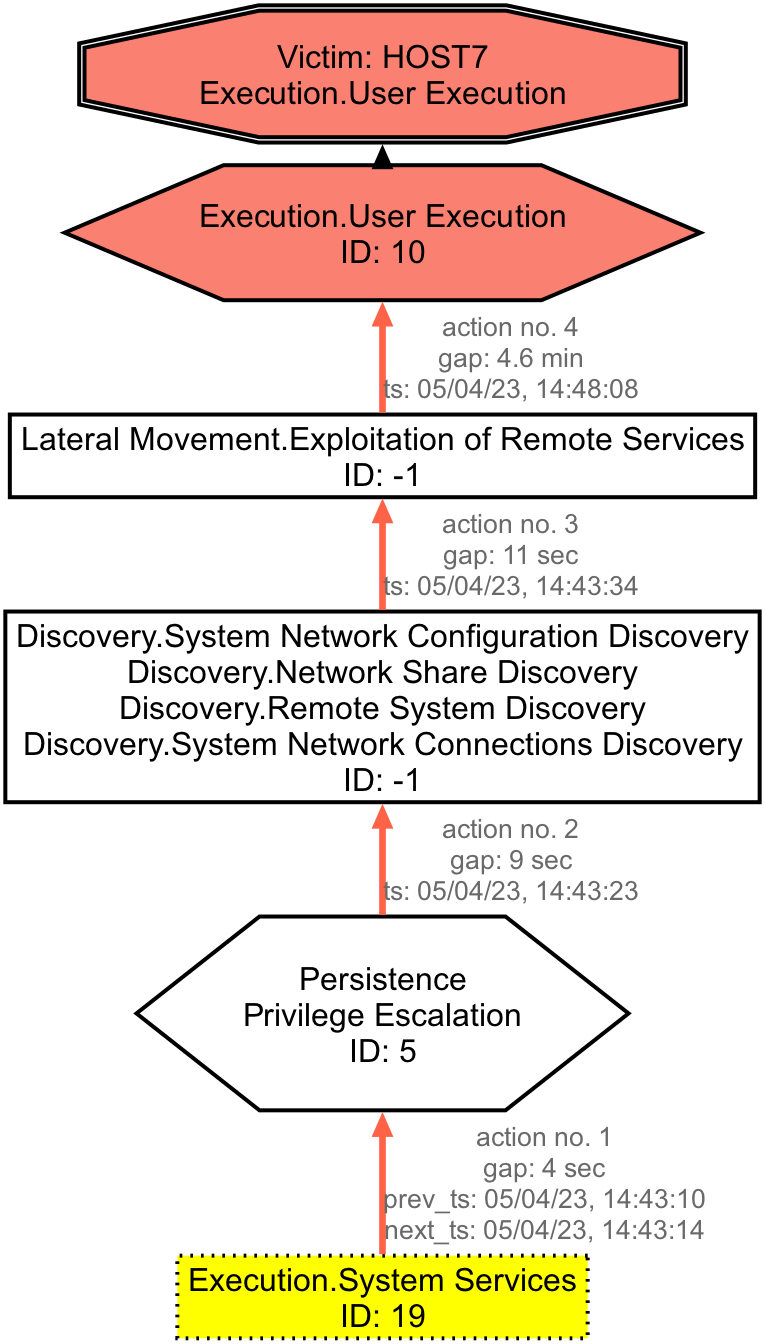 Victim: HOST7
Execution.User Execution
Execution.User Execution
ID: 10
action no. 4
gap: 4.6 min
ts: 05/04/23, 14:48:08
Lateral Movement.Exploitation of Remote Services
ID: -1
action no. 3
gap: 11 sec
ts: 05/04/23, 14:43:34
Discovery.System Network Configuration Discovery
Discovery.Network Share Discovery
Discovery.Remote System Discovery
Discovery.System Network Connections Discovery
ID: -1
action no. 2
gap: 9 sec
ts: 05/04/23, 14:43:23
Persistence
Privilege Escalation
ID: 5
action no. 1
gap: 4 sec
prev_ts: 05/04/23, 14:43:10
next_ts: 05/04/23, 14:43:14
Execution.System Services
ID: 19